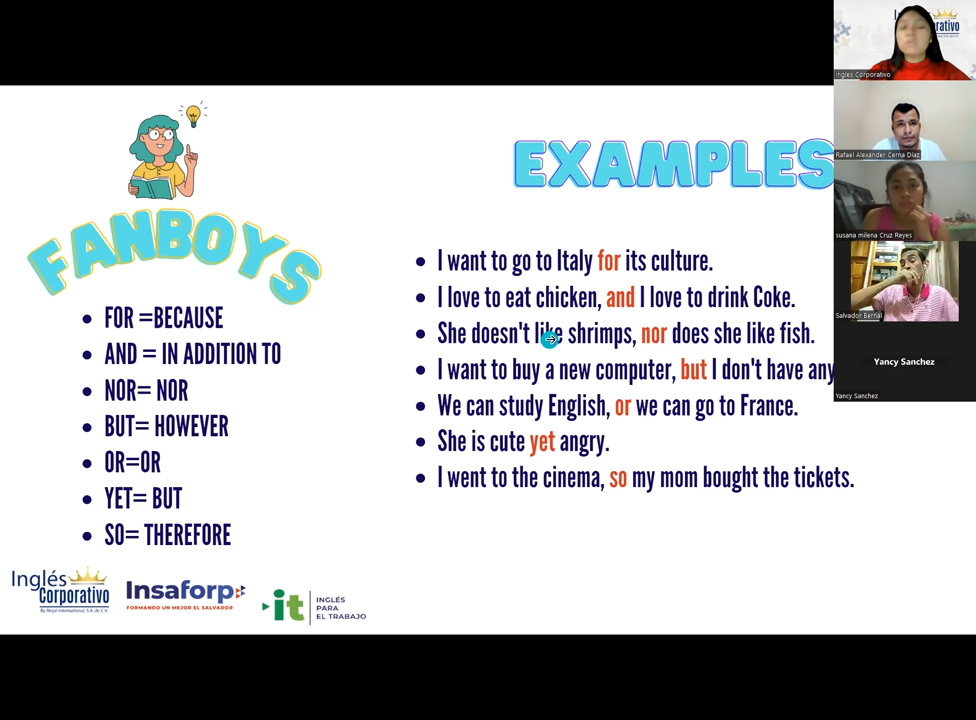 FANBOYS
FOR =BECAUSE
AND = IN ADDITION TO
NOR= NOR
BUT= HOWEVER
OR=OR
YET= BUT
SO= THEREFORE
EXAMPLES
I want to go to Italy for its culture.
I love to eat chicken, and I love to drink Coke.
She doesn't like shrimps, nor does she like fish.
I want to buy a new computer, but I don't have any
We can study English, or we can go to France.
She is cute yet angry.
I went to the cinema, so my mom bought the tickets.
Inglés
Corporativo
By Regal International, S.A. de C.V.
Insaforp
FORMANDO UN MEJOR EL SALVADOR
it
INGLÉS
PARA
EL TRABAJO
Ingles Corporativo
Rafael Alexander Cerna Diaz
susana milena Cruz Reyes
Salvador Bernal
Yancy Sanchez
Yancy Sanchez